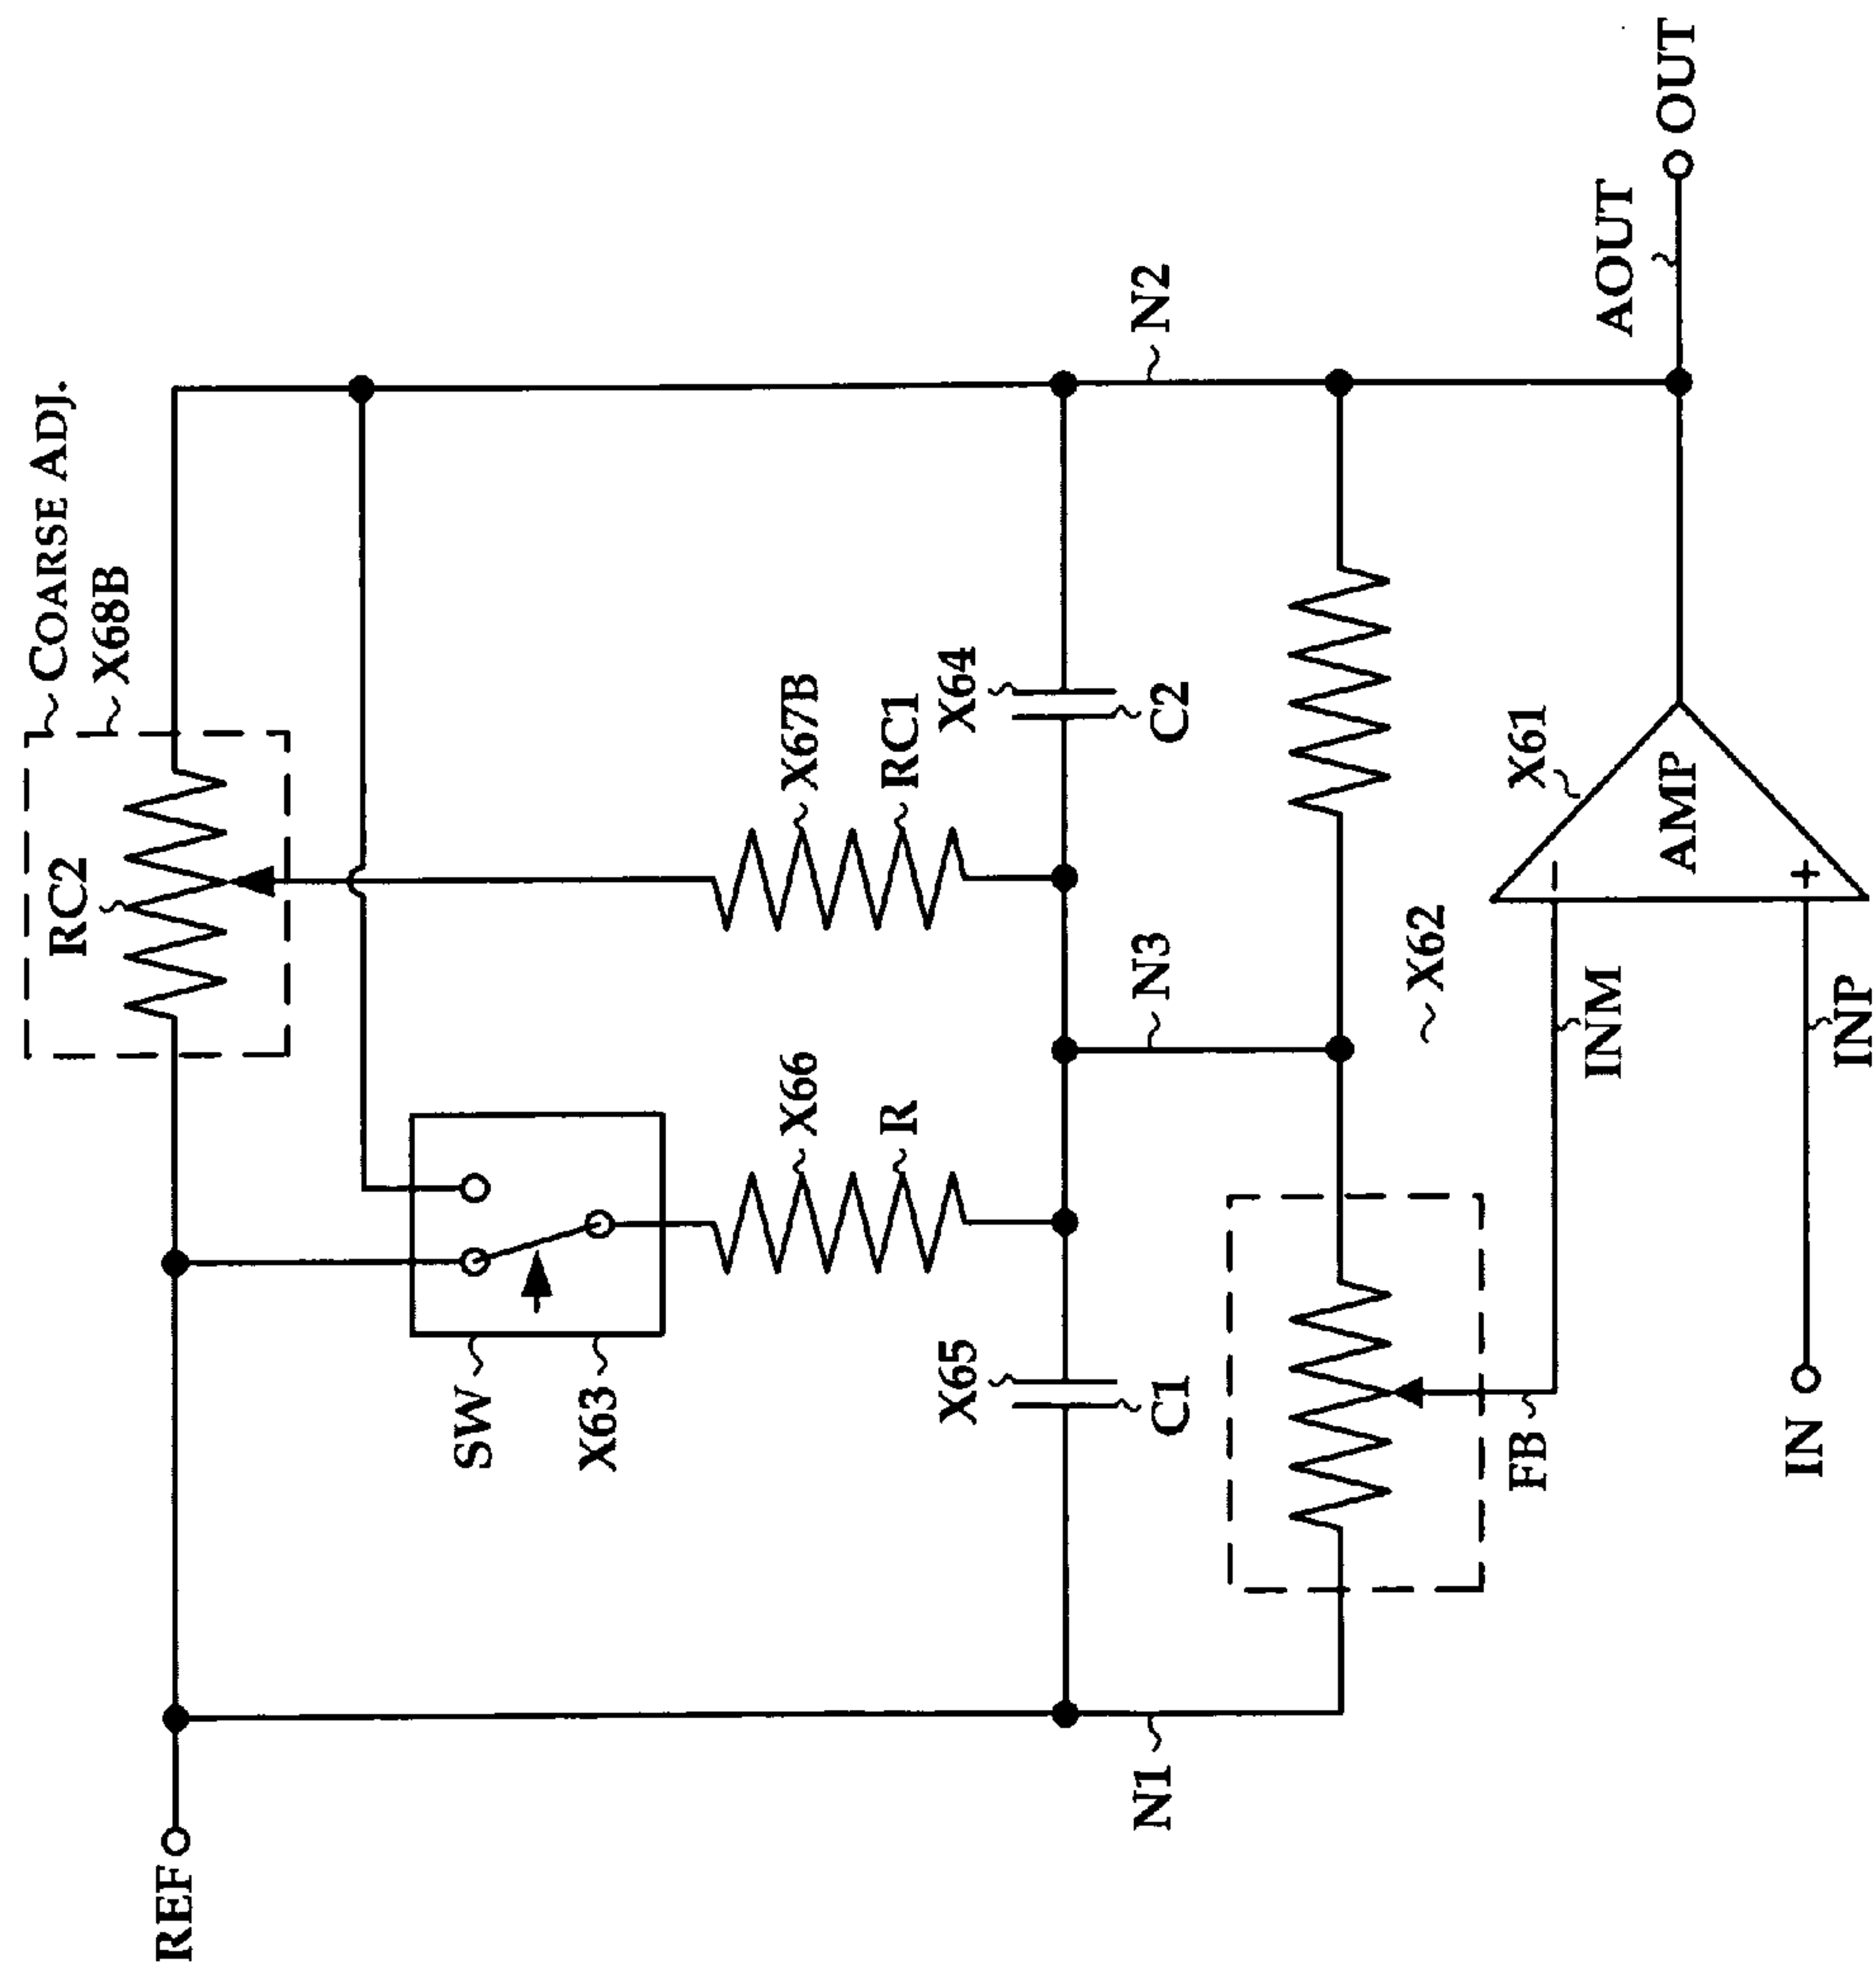 COARSE ADJ.
X68B
RC2
REF
SW
X63
X66
R
X67B
RC1
X64
C2
X65
C1
N1
N3
N2
X62
FB
INM
X61
AMP
−
+
INP
IN
AOUT
OUT